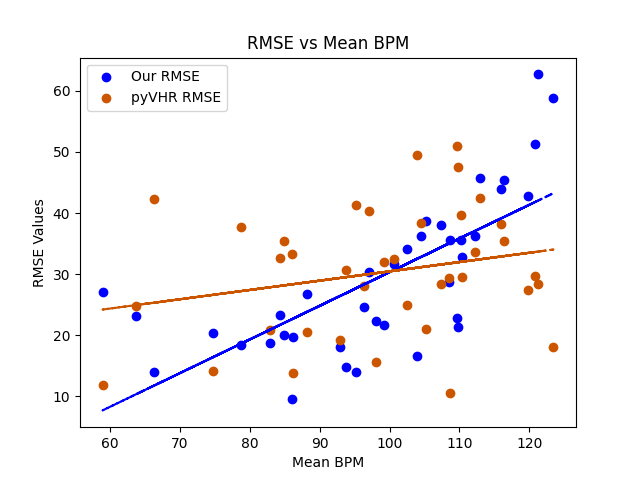 RMSE vs Mean BPM
Our RMSE
pyVHR RMSE
RMSE Values
60
50
40
30
20
10
60 70 80 90 100 110 120
Mean BPM